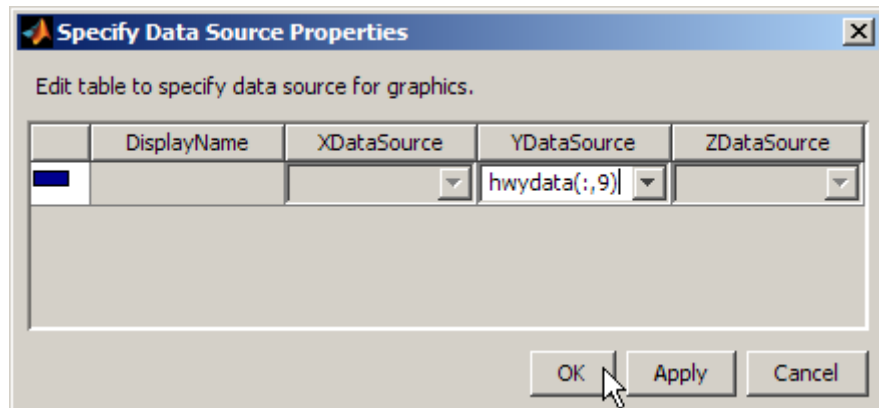 Specify Data Source Properties
Edit table to specify data source for graphics.
DisplayName XDataSource YDataSource ZDataSource
hwydata(:,9)
OK Apply Cancel